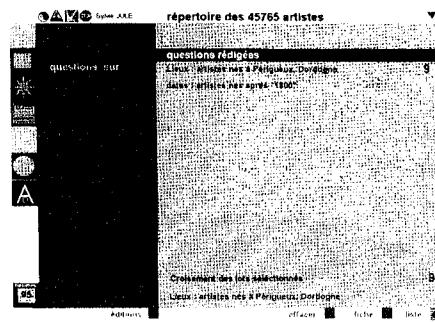 Sylvie JULE
répertoire des 45765 artistes
questions rédigées
questions sur
Lieux : artistes nés à Périgueux, Dordogne 9
dates : artistes nés après "1800"
A
Croisement des lots sélectionnés
Lieux : artistes nés à Périgueux, Dordogne
éditions effacer fiche liste